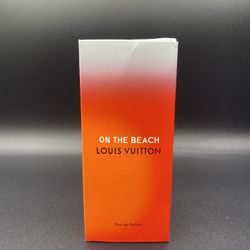 ON THE BEACH
LOUIS VUITTON
Eau de Parfum